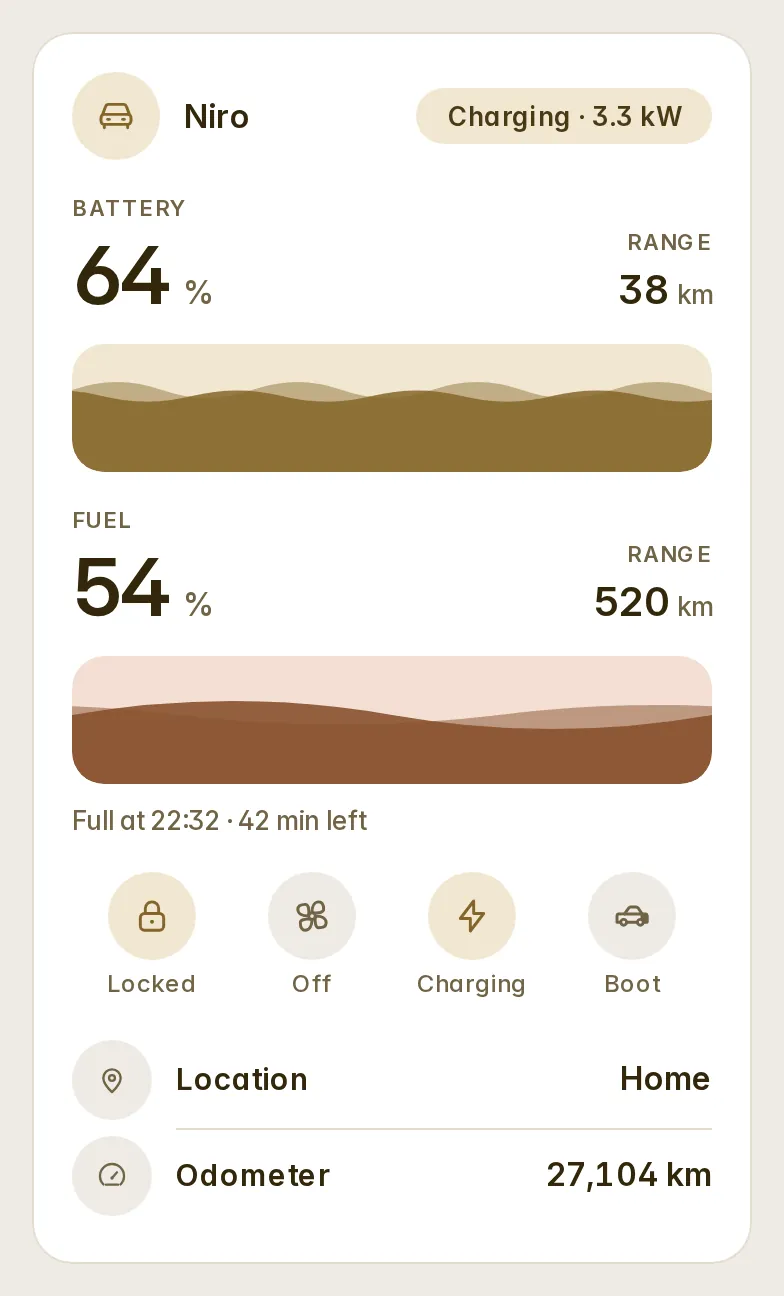 Niro
Charging · 3.3 kW
BATTERY
64 %
RANGE
38 km
FUEL
54 %
RANGE
520 km
Full at 22:32 · 42 min left
Locked
Off
Charging
Boot
Location
Home
Odometer
27,104 km